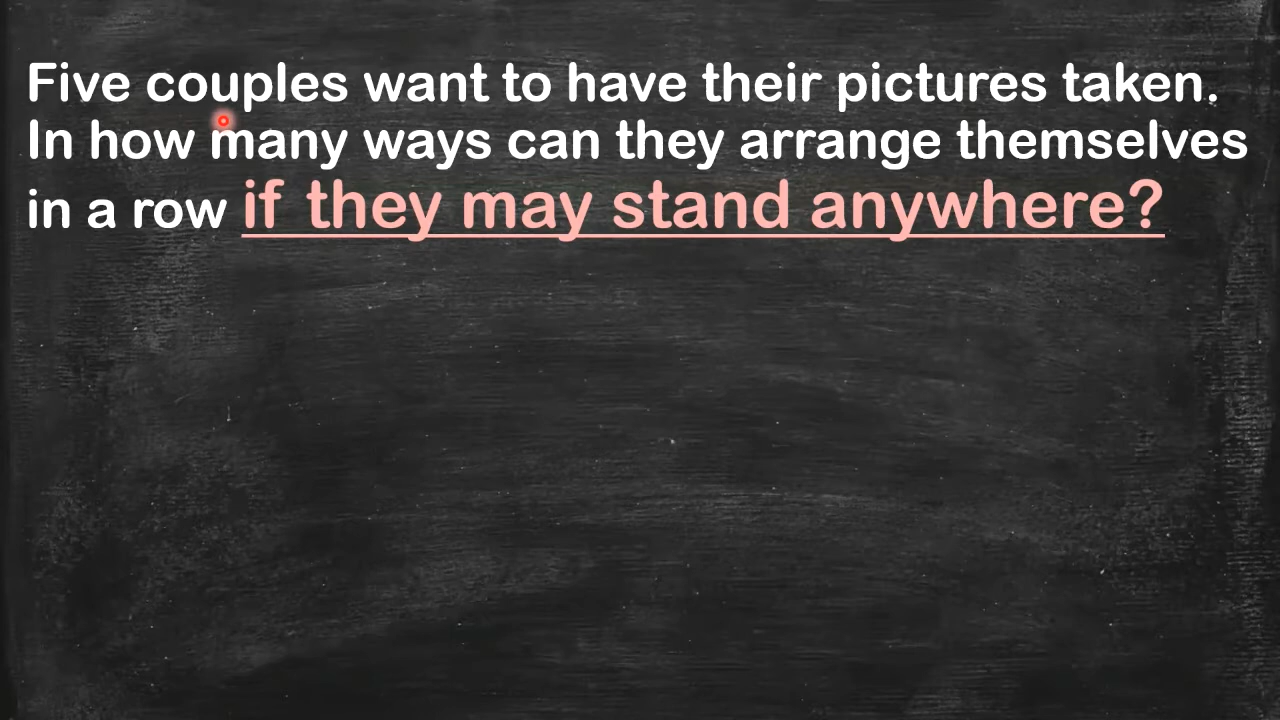 Five couples want to have their pictures taken.
In how many ways can they arrange themselves
in a row if they may stand anywhere?